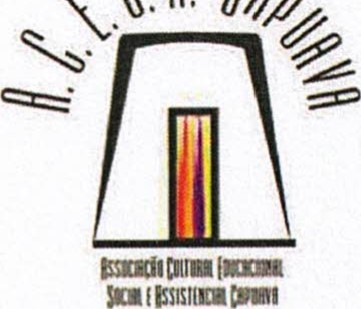 A.C.E.S.A. CAPUAVA
Associação Cultural Educacional
Social e Assistencial Capuava